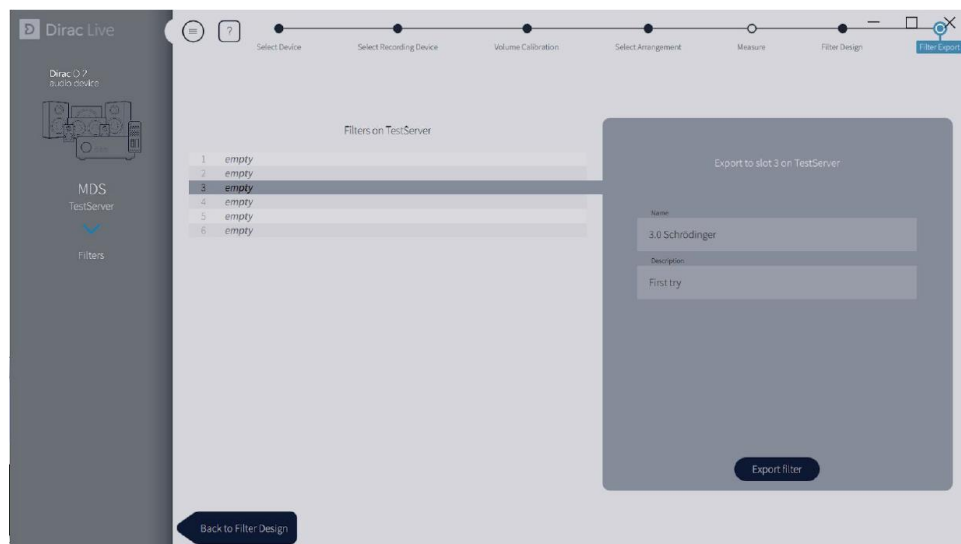 Dirac Live
?
Select Device
Select Recording Device
Volume Calibration
Select Arrangement
Measure
Filter Design
Filter Export
Dirac
audio device
MDS
TestServer
Filters
Filters on TestServer
1 empty
2 empty
3 empty
4 empty
5 empty
6 empty
Export to slot 3 on TestServer
Name
3.0 Schrödinger
Description
First try
Export filter
Back to Filter Design